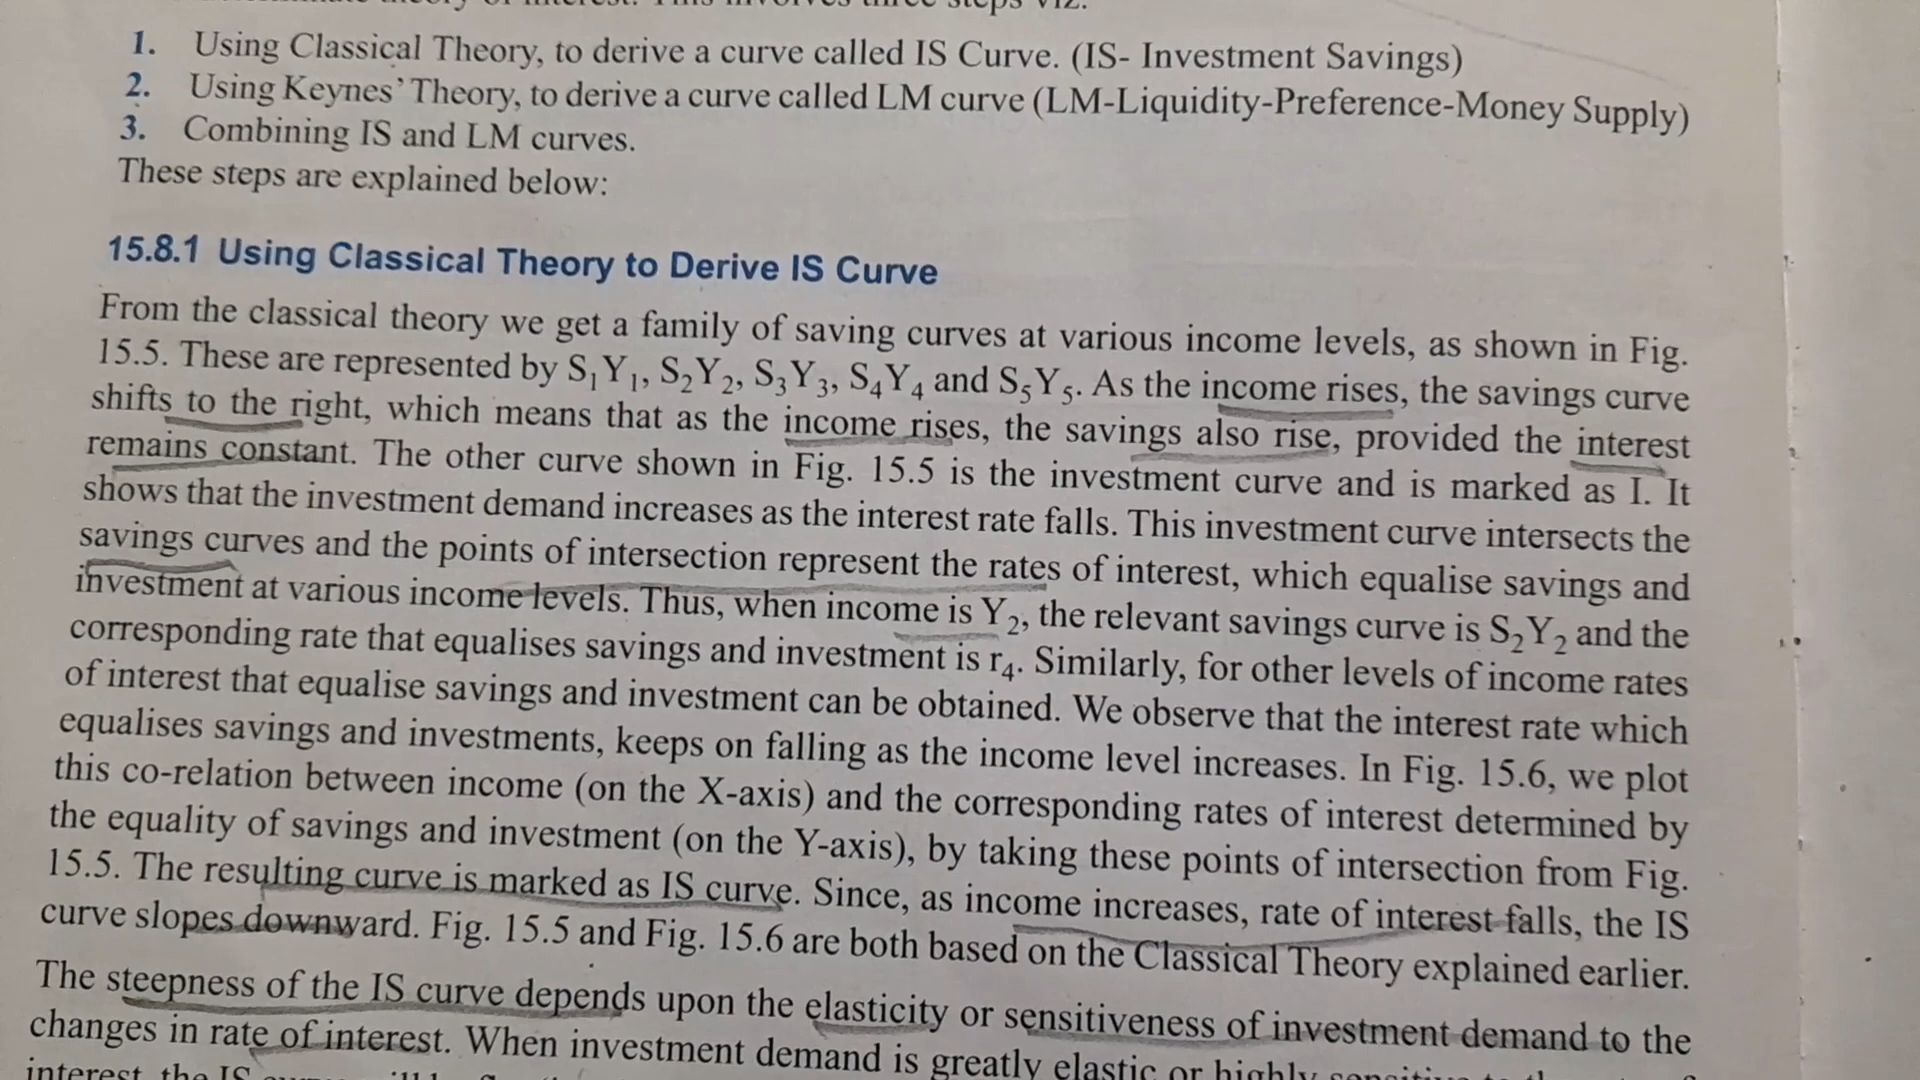 theory of interest. This involves three steps viz.
1. Using Classical Theory, to derive a curve called IS Curve. (IS- Investment Savings)
2. Using Keynes' Theory, to derive a curve called LM curve (LM-Liquidity-Preference-Money Supply)
3. Combining IS and LM curves.
These steps are explained below:
15.8.1 Using Classical Theory to Derive IS Curve
From the classical theory we get a family of saving curves at various income levels, as shown in Fig.
15.5. These are represented by S₁Y₁, S₂Y₂, S₃Y₃, S₄Y₄ and S₅Y₅. As the income rises, the savings curve
shifts to the right, which means that as the income rises, the savings also rise, provided the interest
remains constant. The other curve shown in Fig. 15.5 is the investment curve and is marked as I. It
shows that the investment demand increases as the interest rate falls. This investment curve intersects the
savings curves and the points of intersection represent the rates of interest, which equalise savings and
investment at various income levels. Thus, when income is Y₂, the relevant savings curve is S₂Y₂ and the
corresponding rate that equalises savings and investment is r₄. Similarly, for other levels of income rates
of interest that equalise savings and investment can be obtained. We observe that the interest rate which
equalises savings and investments, keeps on falling as the income level increases. In Fig. 15.6, we plot
this co-relation between income (on the X-axis) and the corresponding rates of interest determined by
the equality of savings and investment (on the Y-axis), by taking these points of intersection from Fig.
15.5. The resulting curve is marked as IS curve. Since, as income increases, rate of interest falls, the IS
curve slopes downward. Fig. 15.5 and Fig. 15.6 are both based on the Classical Theory explained earlier.
The steepness of the IS curve depends upon the elasticity or sensitiveness of investment demand to the
changes in rate of interest. When investment demand is greatly elastic or highly
interest, the IS